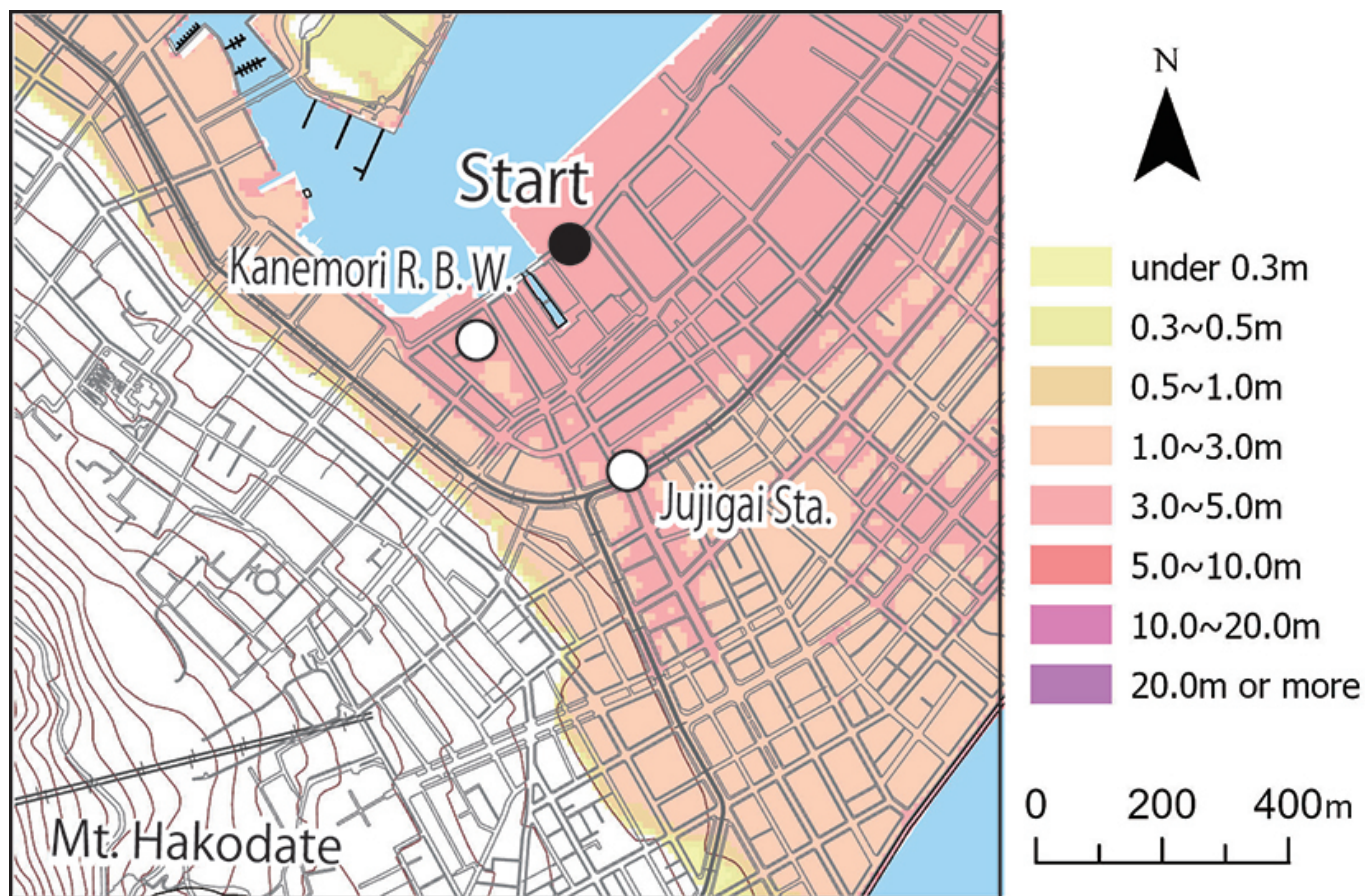 Start
Kanemori R. B. W.
Jujigai Sta.
Mt. Hakodate
N
under 0.3m
0.3~0.5m
0.5~1.0m
1.0~3.0m
3.0~5.0m
5.0~10.0m
10.0~20.0m
20.0m or more
0 200 400m